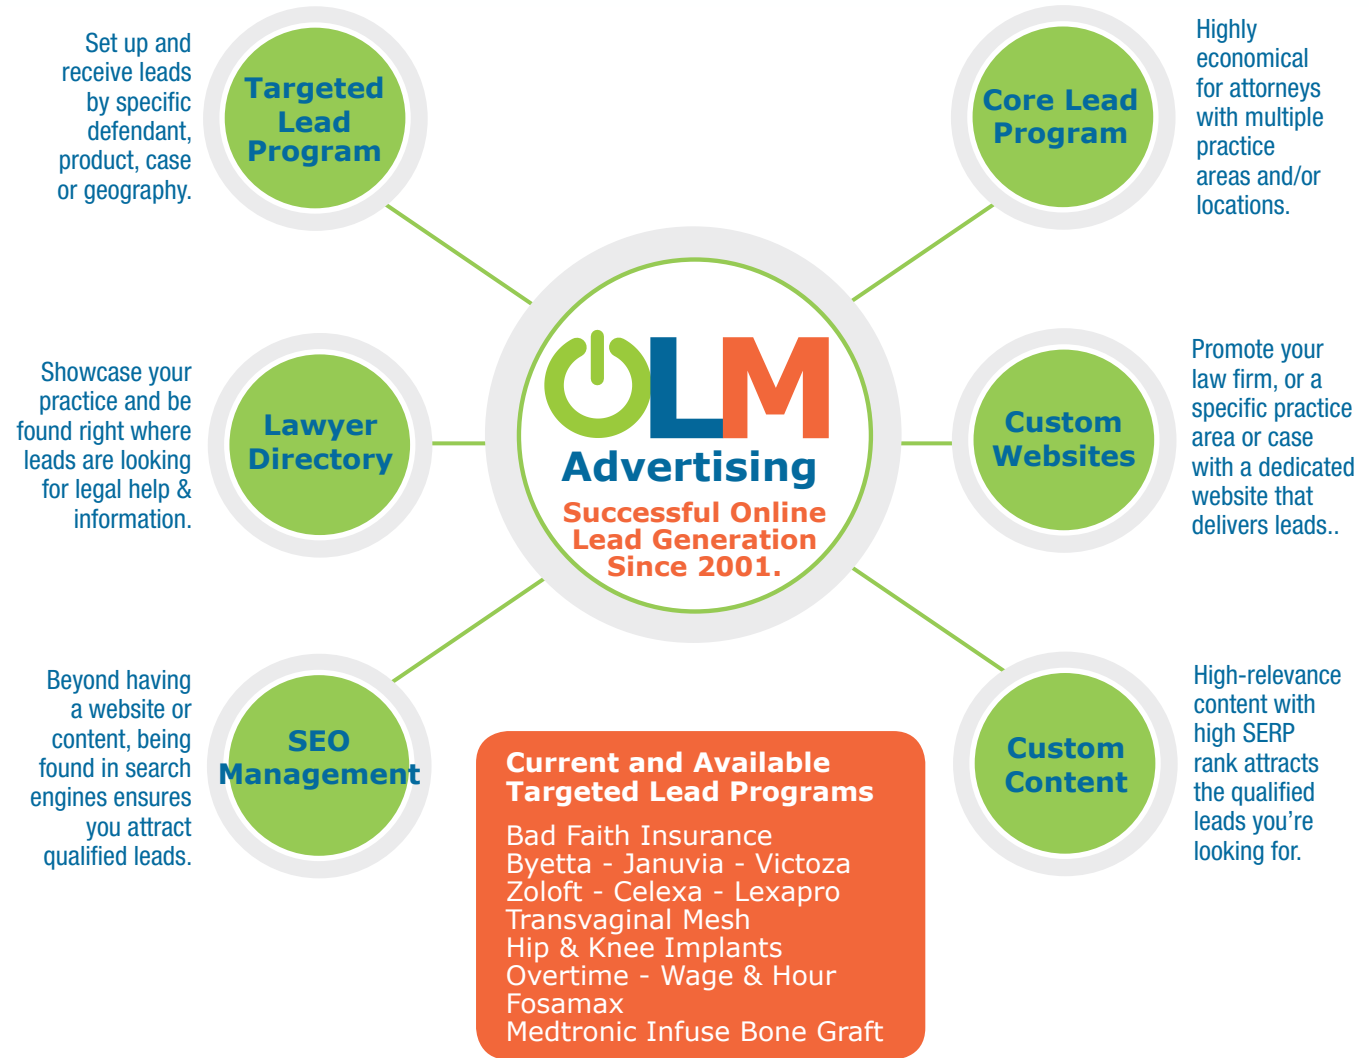 Set up and
receive leads
by specific
defendant,
product, case
or geography.
Targeted
Lead
Program
Core Lead
Program
Highly
economical
for attorneys
with multiple
practice
areas and/or
locations.
Showcase your
practice and be
found right where
leads are looking
for legal help &
information.
Lawyer
Directory
OLM
Advertising
Successful Online
Lead Generation
Since 2001.
Custom
Websites
Promote your
law firm, or a
specific practice
area or case
with a dedicated
website that
delivers leads..
Beyond having
a website or
content, being
found in search
engines ensures
you attract
qualified leads.
SEO
Management
Current and Available
Targeted Lead Programs
Bad Faith Insurance
Byetta - Januvia - Victoza
Zoloft - Celexa - Lexapro
Transvaginal Mesh
Hip & Knee Implants
Overtime - Wage & Hour
Fosamax
Medtronic Infuse Bone Graft
Custom
Content
High-relevance
content with
high SERP
rank attracts
the qualified
leads you’re
looking for.